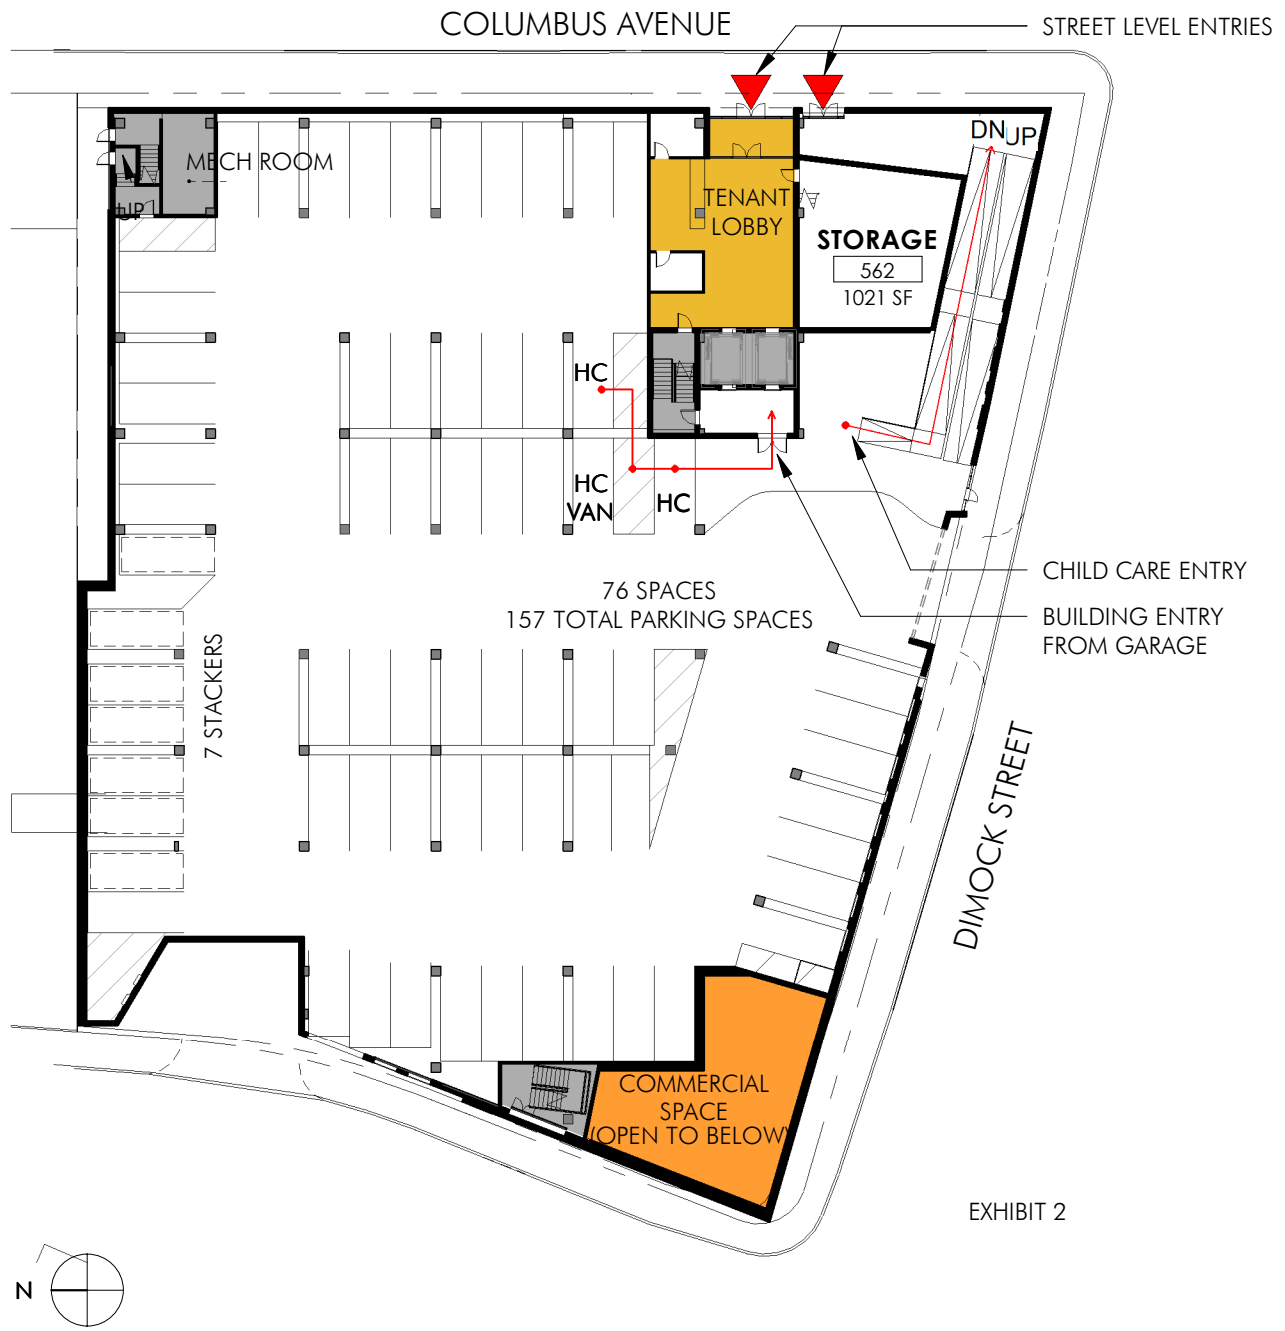 COLUMBUS AVENUE
STREET LEVEL ENTRIES
MECH ROOM
UP
TENANT
LOBBY
DN
UP
STORAGE
562
1021 SF
HC
HC
VAN
HC
CHILD CARE ENTRY
76 SPACES
157 TOTAL PARKING SPACES
BUILDING ENTRY
FROM GARAGE
7 STACKERS
DIMOCK STREET
COMMERCIAL
SPACE
(OPEN TO BELOW)
EXHIBIT 2
N